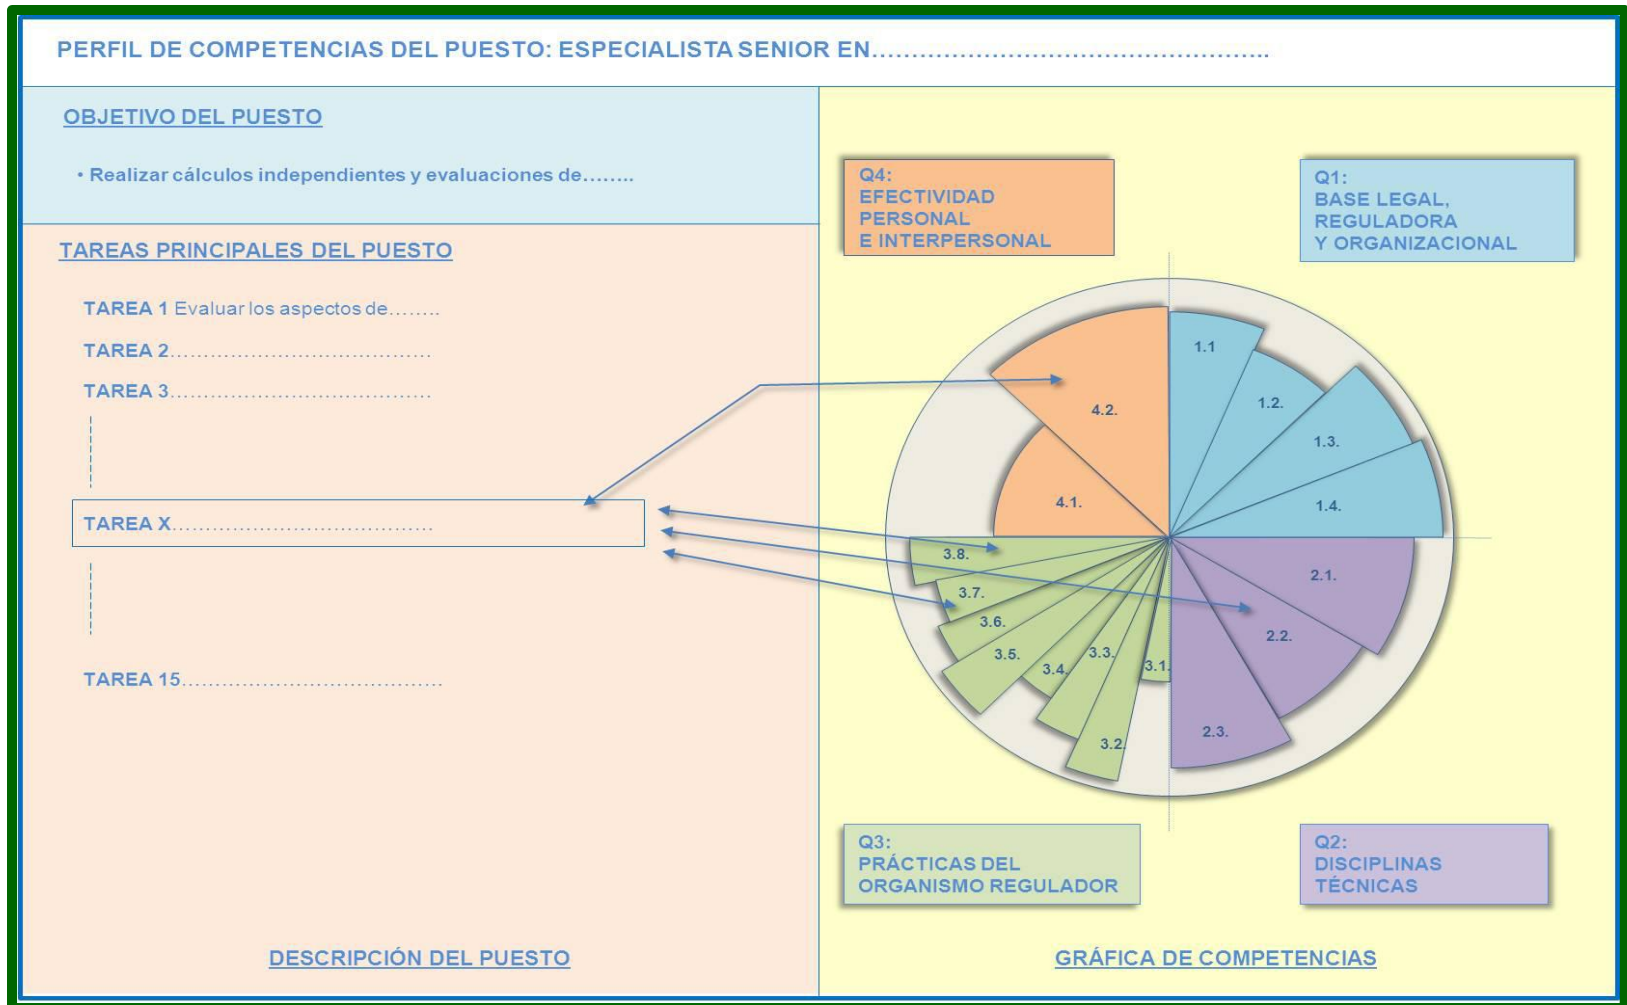 PERFIL DE COMPETENCIAS DEL PUESTO: ESPECIALISTA SENIOR EN……………………………………………..
OBJETIVO DEL PUESTO
• Realizar cálculos independientes y evaluaciones de……..
TAREAS PRINCIPALES DEL PUESTO
TAREA 1 Evaluar los aspectos de……..
TAREA 2…………………………………
TAREA 3…………………………………
TAREA X…………………………………
TAREA 15…………………………………
DESCRIPCIÓN DEL PUESTO
Q4:
EFECTIVIDAD
PERSONAL
E INTERPERSONAL
Q1:
BASE LEGAL,
REGULADORA
Y ORGANIZACIONAL
1.1
1.2.
1.3.
1.4.
2.1.
2.2.
2.3.
3.1.
3.2.
3.3.
3.4.
3.5.
3.6.
3.7.
3.8.
4.1.
4.2.
Q3:
PRÁCTICAS DEL
ORGANISMO REGULADOR
Q2:
DISCIPLINAS
TÉCNICAS
GRÁFICA DE COMPETENCIAS